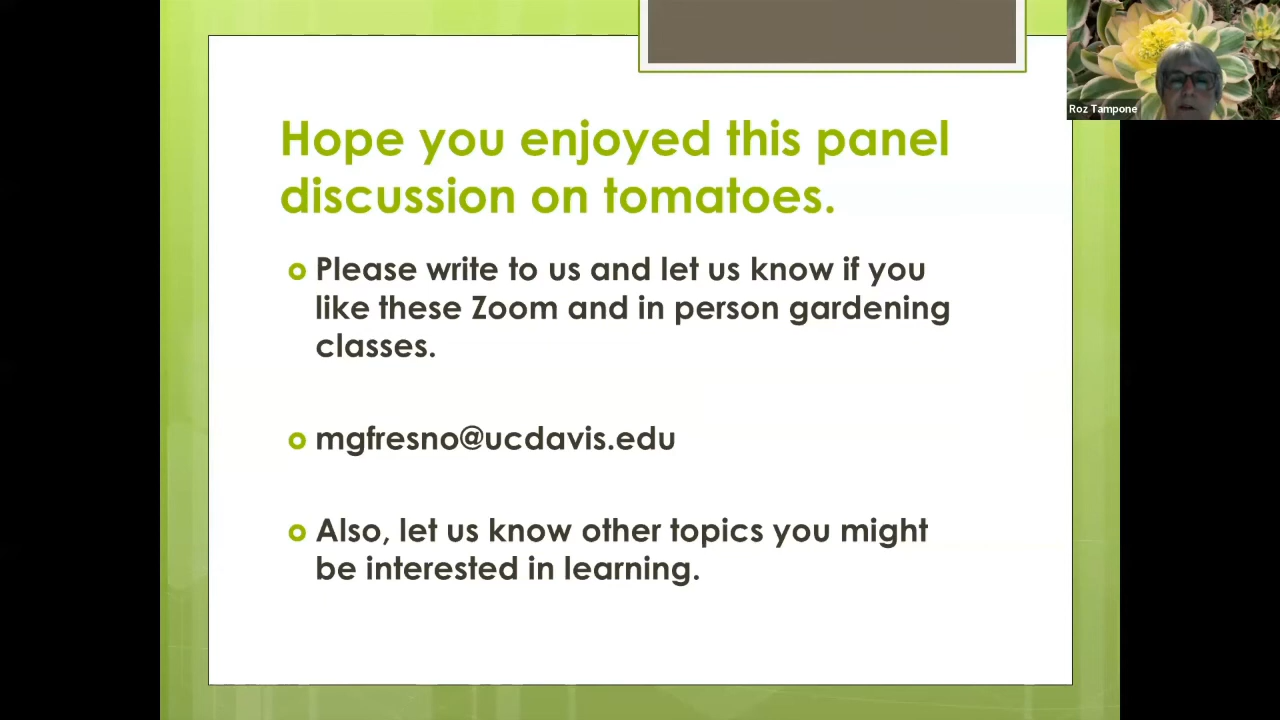 Roz Tampone
Hope you enjoyed this panel
discussion on tomatoes.
Please write to us and let us know if you
like these Zoom and in person gardening
classes.
mgfresno@ucdavis.edu
Also, let us know other topics you might
be interested in learning.